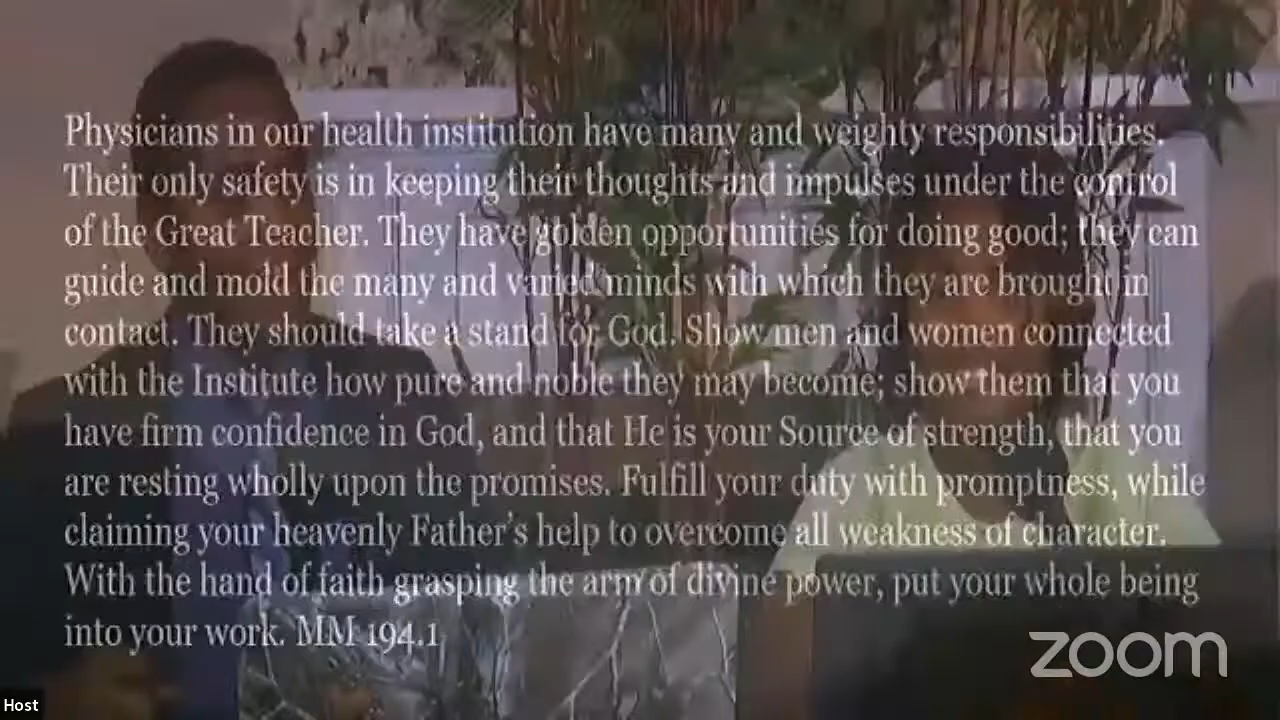 Physicians in our health institution have many and weighty responsibilities.
Their only safety is in keeping their thoughts and impulses under the control
of the Great Teacher. They have golden opportunities for doing good; they can
guide and mold the many and varied minds with which they are brought in
contact. They should take a stand for God. Show men and women connected
with the Institute how pure and noble they may become; show them that you
have firm confidence in God, and that He is your Source of strength, that you
are resting wholly upon the promises. Fulfill your duty with promptness, while
claiming your heavenly Father’s help to overcome all weakness of character.
With the hand of faith grasping the arm of divine power, put your whole being
into your work. MM 194.1
zoom
Host